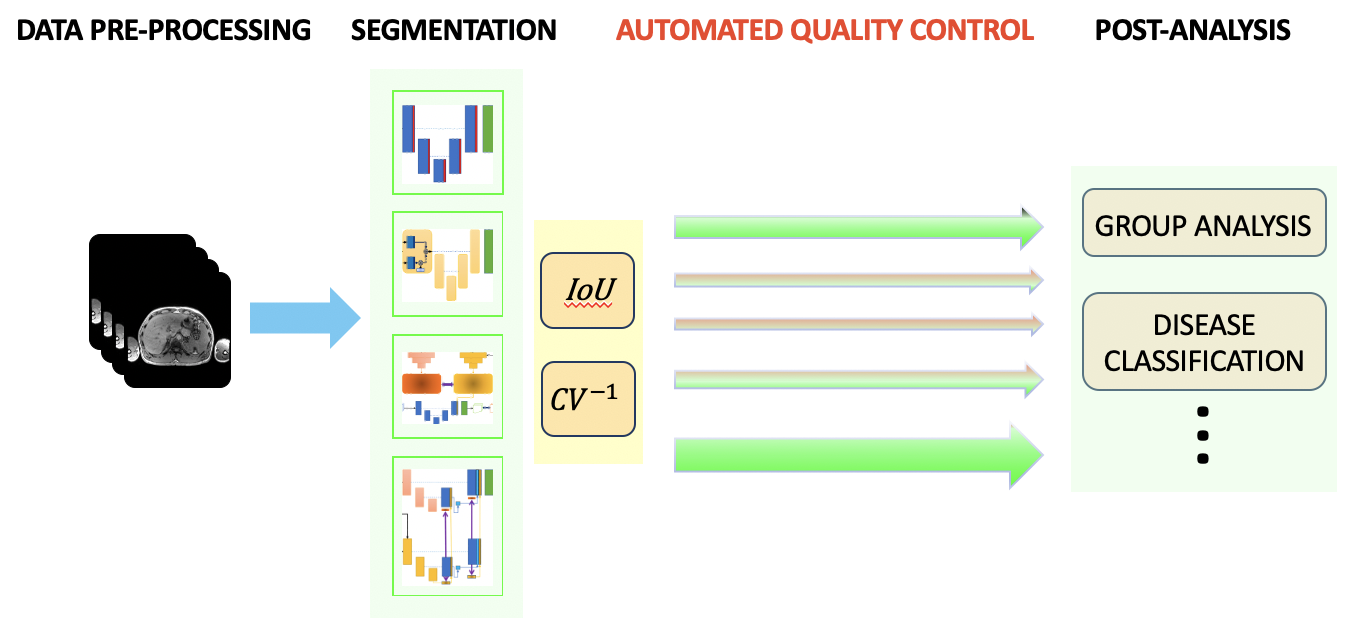 DATA PRE-PROCESSING
SEGMENTATION
AUTOMATED QUALITY CONTROL
POST-ANALYSIS
IoU
CV⁻¹
GROUP ANALYSIS
DISEASE
CLASSIFICATION